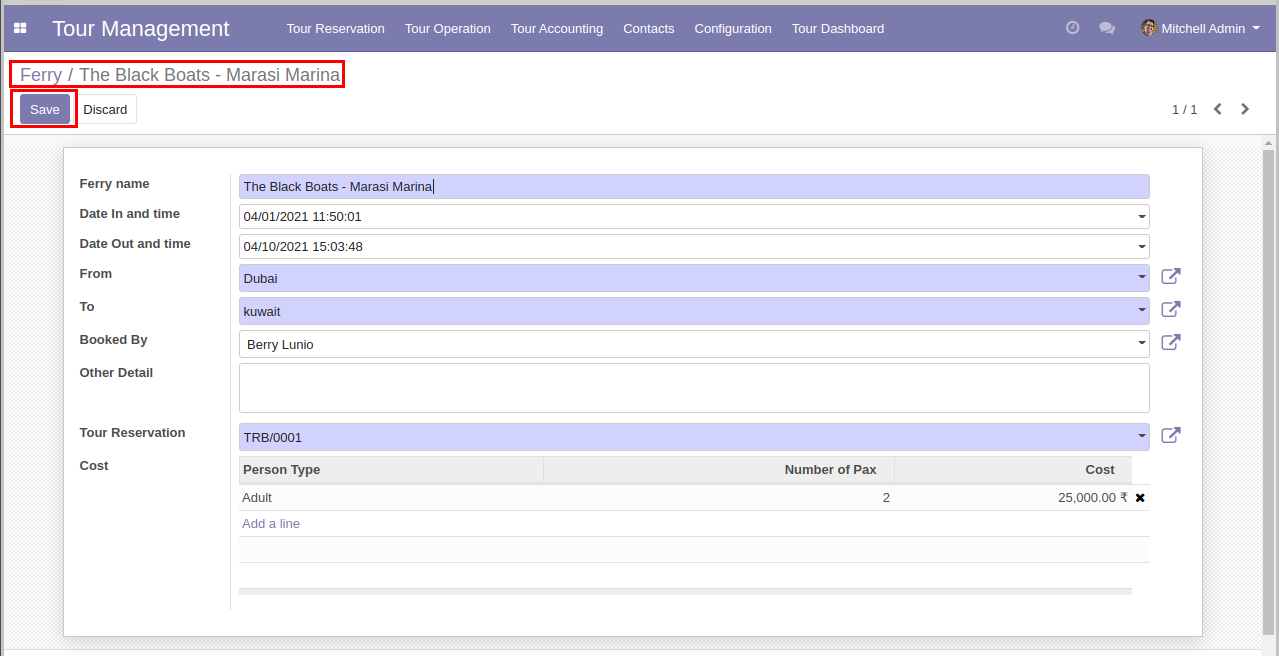 Tour Management Tour Reservation Tour Operation Tour Accounting Contacts Configuration Tour Dashboard Mitchell Admin
Ferry / The Black Boats - Marasi Marina
Save Discard 1 / 1
Ferry name The Black Boats - Marasi Marina
Date In and time 04/01/2021 11:50:01
Date Out and time 04/10/2021 15:03:48
From Dubai
To kuwait
Booked By Berry Lunio
Other Detail
Tour Reservation TRB/0001
Cost Person Type Number of Pax Cost
Adult 2 25,000.00 ₹ ✖
Add a line